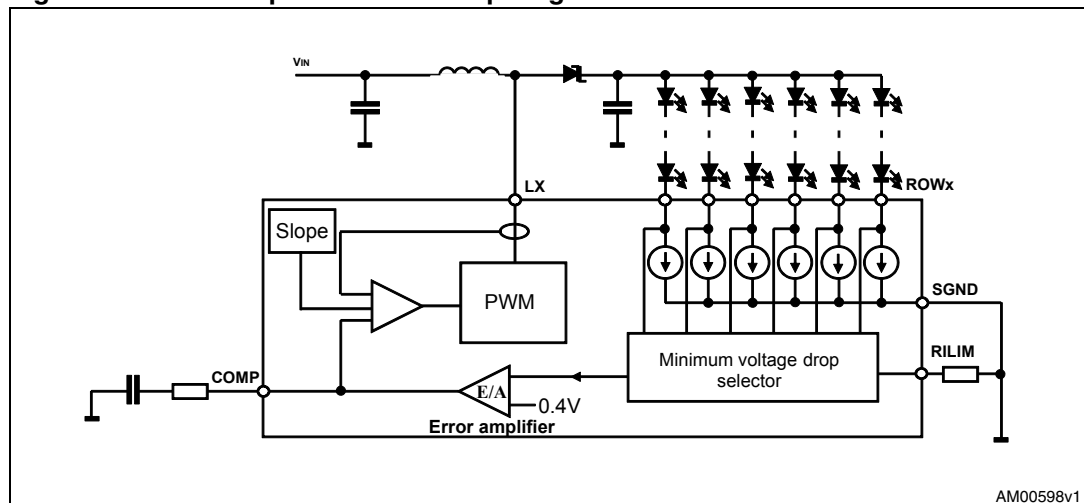 VIN
LX
ROWx
Slope
PWM
SGND
Minimum voltage drop
selector
RILIM
COMP
E/A
0.4V
Error amplifier
AM00598v1